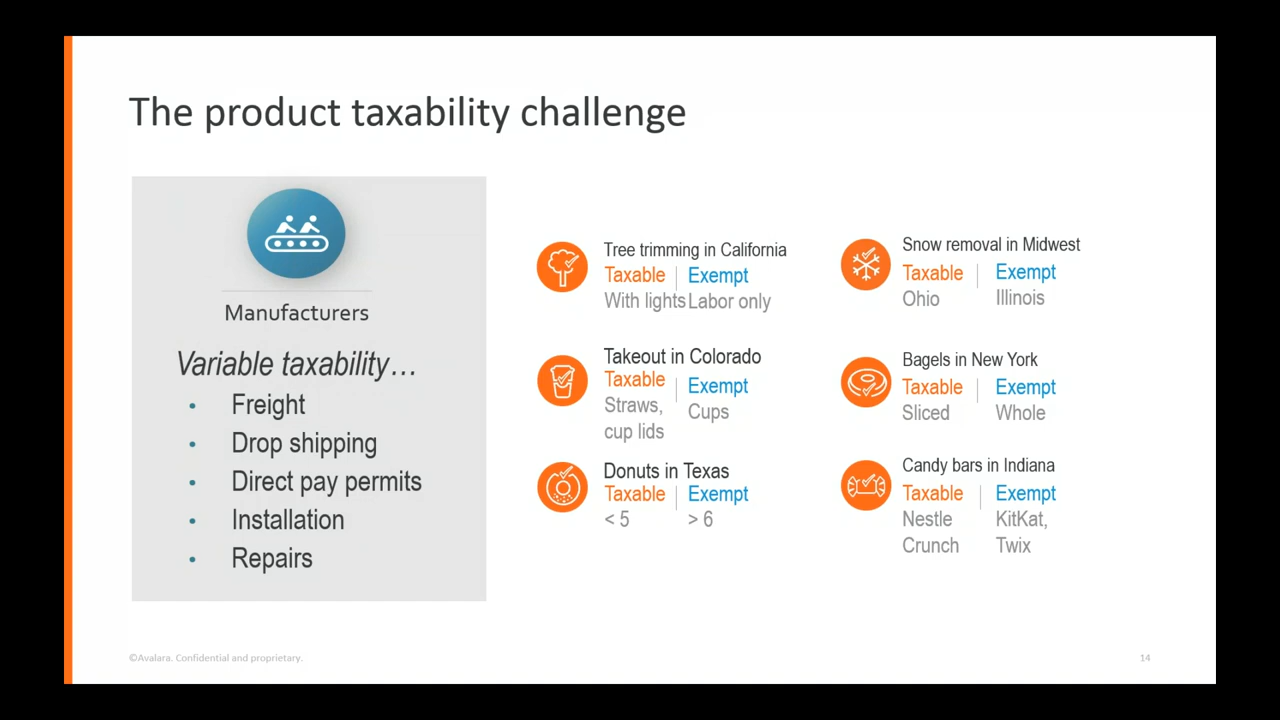 The product taxability challenge
Manufacturers
Variable taxability…
• Freight
• Drop shipping
• Direct pay permits
• Installation
• Repairs
Tree trimming in California
Taxable | Exempt
With lights Labor only
Takeout in Colorado
Taxable | Exempt
Straws, Cups
cup lids
Donuts in Texas
Taxable | Exempt
< 5 > 6
Snow removal in Midwest
Taxable | Exempt
Ohio Illinois
Bagels in New York
Taxable | Exempt
Sliced Whole
Candy bars in Indiana
Taxable | Exempt
Nestle KitKat,
Crunch Twix
©Avalara. Confidential and proprietary.
14